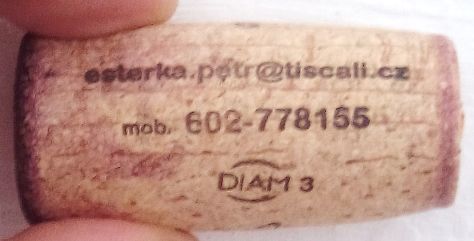 esterka.petr@tiscali.cz
mob. 602-778155
DIAM 3